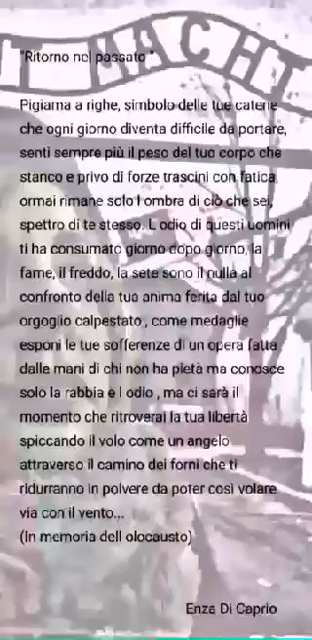 "Ritorno nel passato "
Pigiama a righe, simbolo delle tue catene
che ogni giorno diventa difficile da portare,
senti sempre più il peso del tuo corpo che
stanco e privo di forze trascini con fatica,
ormai rimane solo l ombra di ciò che sei,
spettro di te stesso. L odio di questi uomini
ti ha consumato giorno dopo giorno, la
fame, il freddo, la sete sono il nulla al
confronto della tua anima ferita dal tuo
orgoglio calpestato , come medaglie
esponi le tue sofferenze di un opera fatta
dalle mani di chi non ha pietà ma conosce
solo la rabbia e l odio , ma ci sarà il
momento che ritroverai la tua libertà
spiccando il volo come un angelo
attraverso il camino dei forni che ti
ridurranno in polvere da poter così volare
via con il vento...
(In memoria dell olocausto)
Enza Di Caprio